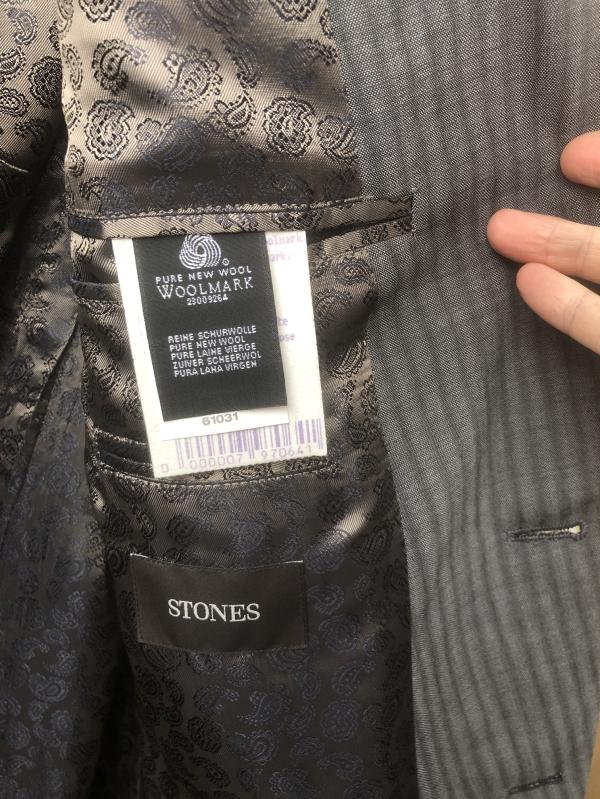 PURE NEW WOOL
WOOLMARK
23009264
REINE SCHURWOLLE
PURE NEW WOOL
PURE LAINE VIERGE
ZUIVER SCHEERWOL
PURA LANA VIRGEN
61031
0 000007 970641
STONES